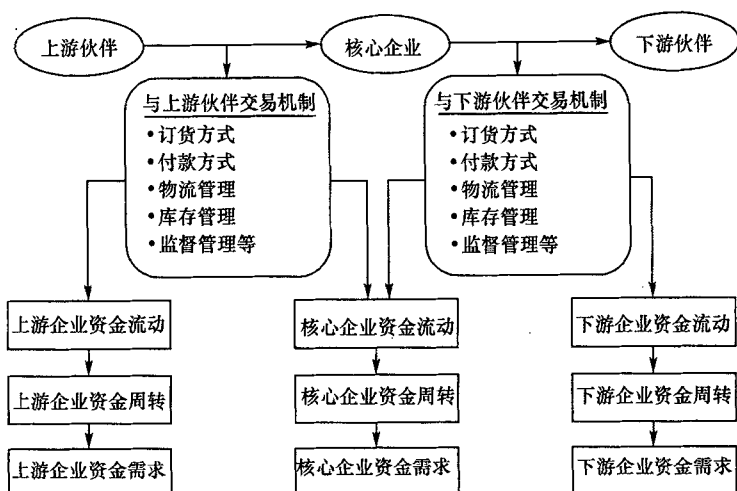 上游伙伴
核心企业
下游伙伴
与上游伙伴交易机制
•订货方式
•付款方式
•物流管理
•库存管理
•监督管理等
与下游伙伴交易机制
•订货方式
•付款方式
•物流管理
•库存管理
•监督管理等
上游企业资金流动
核心企业资金流动
下游企业资金流动
上游企业资金周转
核心企业资金周转
下游企业资金周转
上游企业资金需求
核心企业资金需求
下游企业资金需求